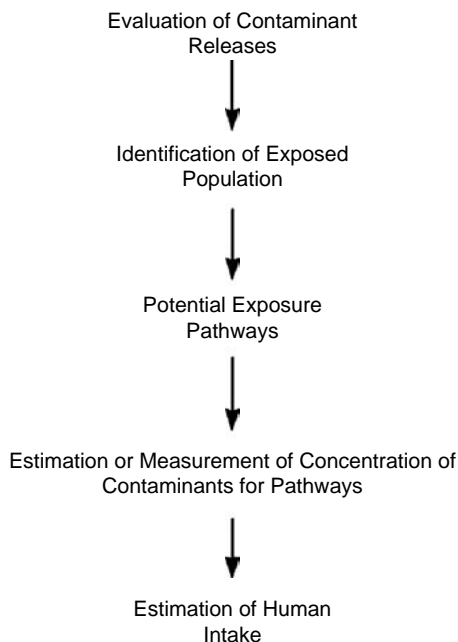 Evaluation of Contaminant
Releases
Identification of Exposed
Population
Potential Exposure
Pathways
Estimation or Measurement of Concentration of
Contaminants for Pathways
Estimation of Human
Intake